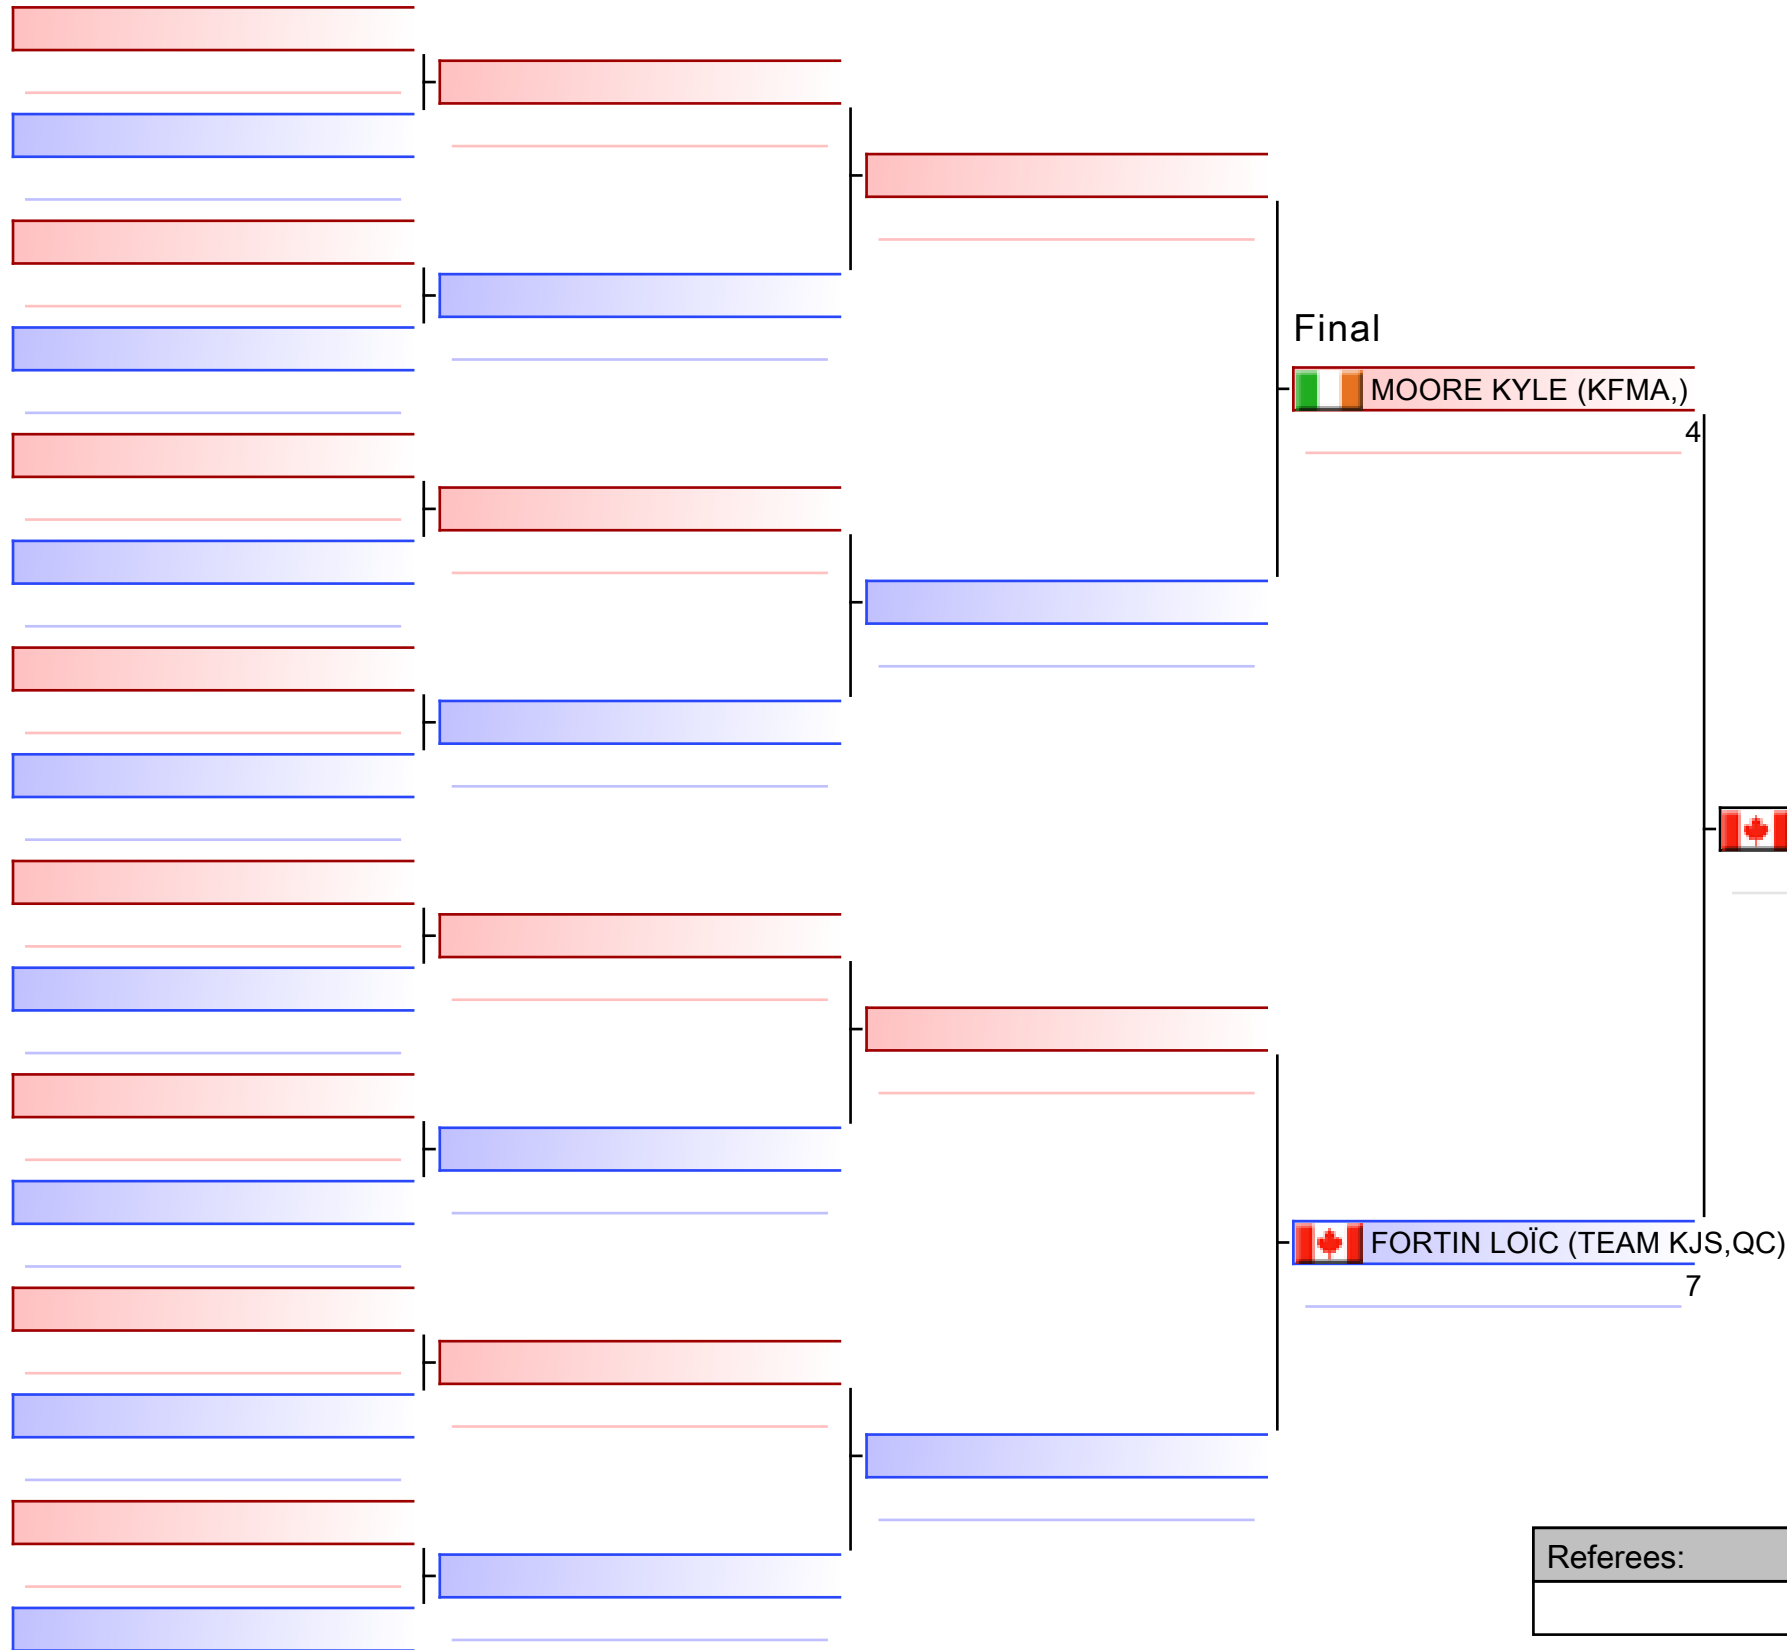 Final
MOORE KYLE (KFMA,)
4
FORTIN LOÏC (TEAM KJS,QC)
7
Referees: